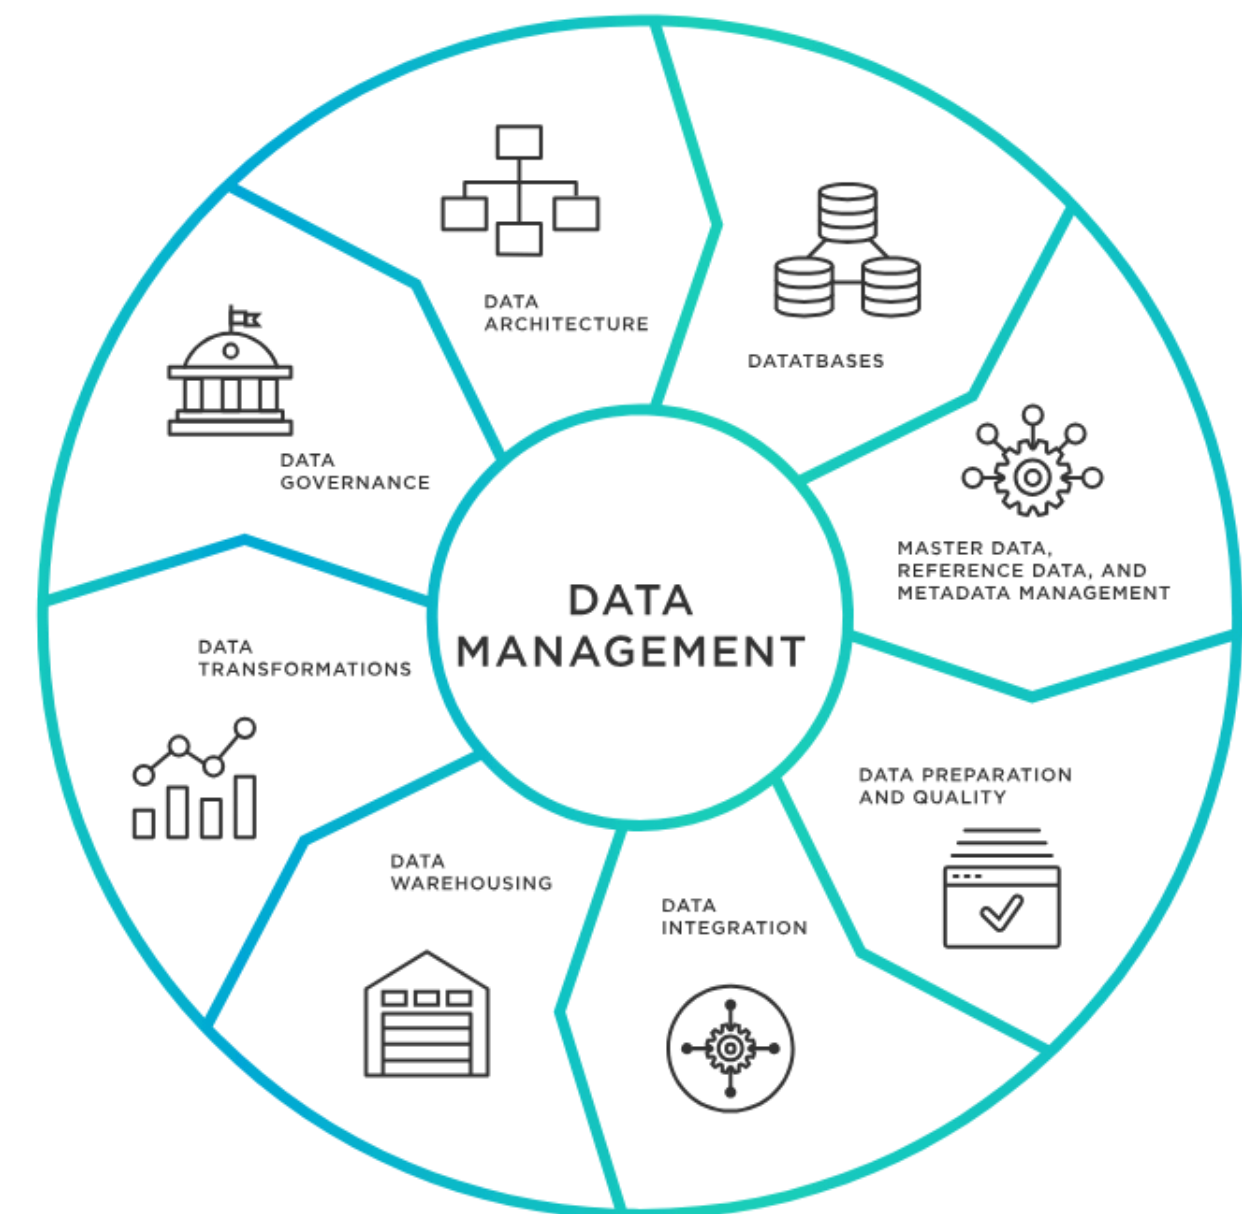 DATA
ARCHITECTURE
DATATBASES
MASTER DATA,
REFERENCE DATA, AND
METADATA MANAGEMENT
DATA PREPARATION
AND QUALITY
DATA
INTEGRATION
DATA
WAREHOUSING
DATA
TRANSFORMATIONS
DATA
GOVERNANCE
DATA
MANAGEMENT